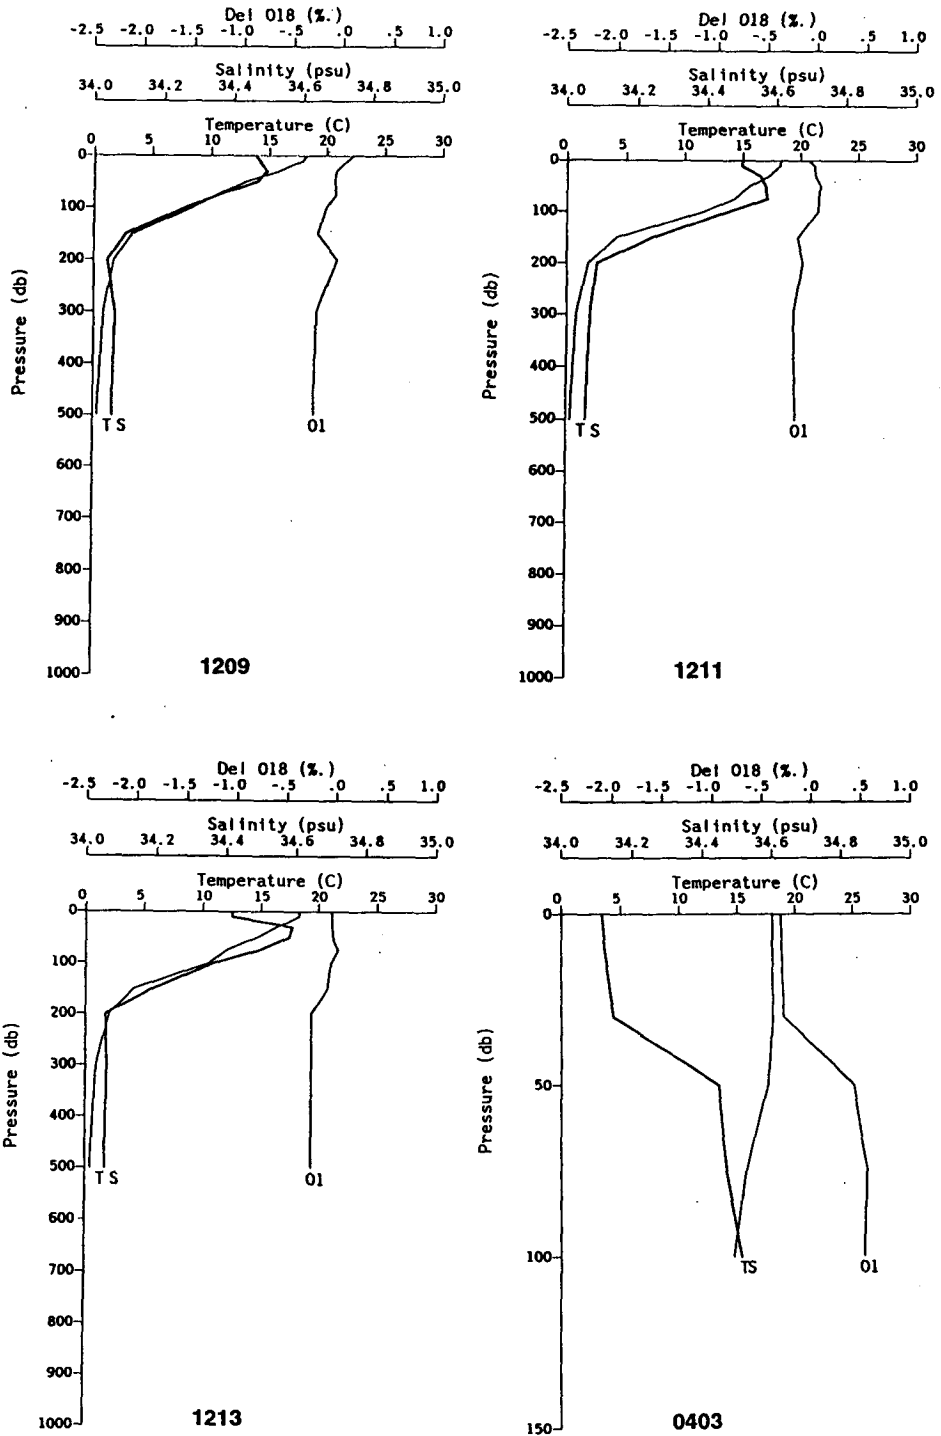 Del O18 (%.)
-2.5 -2.0 -1.5 -1.0 -.5 .0 .5 1.0
Salinity (psu)
34.0 34.2 34.4 34.6 34.8 35.0
Temperature (C)
0 5 10 15 20 25 30
0
100
200
300
400
500
600
700
800
900
1000
Pressure (db)
T S O1
1209
Del O18 (%.)
-2.5 -2.0 -1.5 -1.0 -.5 .0 .5 1.0
Salinity (psu)
34.0 34.2 34.4 34.6 34.8 35.0
Temperature (C)
0 5 10 15 20 25 30
0
100
200
300
400
500
600
700
800
900
1000
Pressure (db)
T S O1
1211
Del O18 (%.)
-2.5 -2.0 -1.5 -1.0 -.5 .0 .5 1.0
Salinity (psu)
34.0 34.2 34.4 34.6 34.8 35.0
Temperature (C)
0 5 10 15 20 25 30
0
100
200
300
400
500
600
700
800
900
1000
Pressure (db)
T S O1
1213
Del O18 (%.)
-2.5 -2.0 -1.5 -1.0 -.5 .0 .5 1.0
Salinity (psu)
34.0 34.2 34.4 34.6 34.8 35.0
Temperature (C)
0 5 10 15 20 25 30
0
50
100
150
Pressure (db)
TS O1
0403